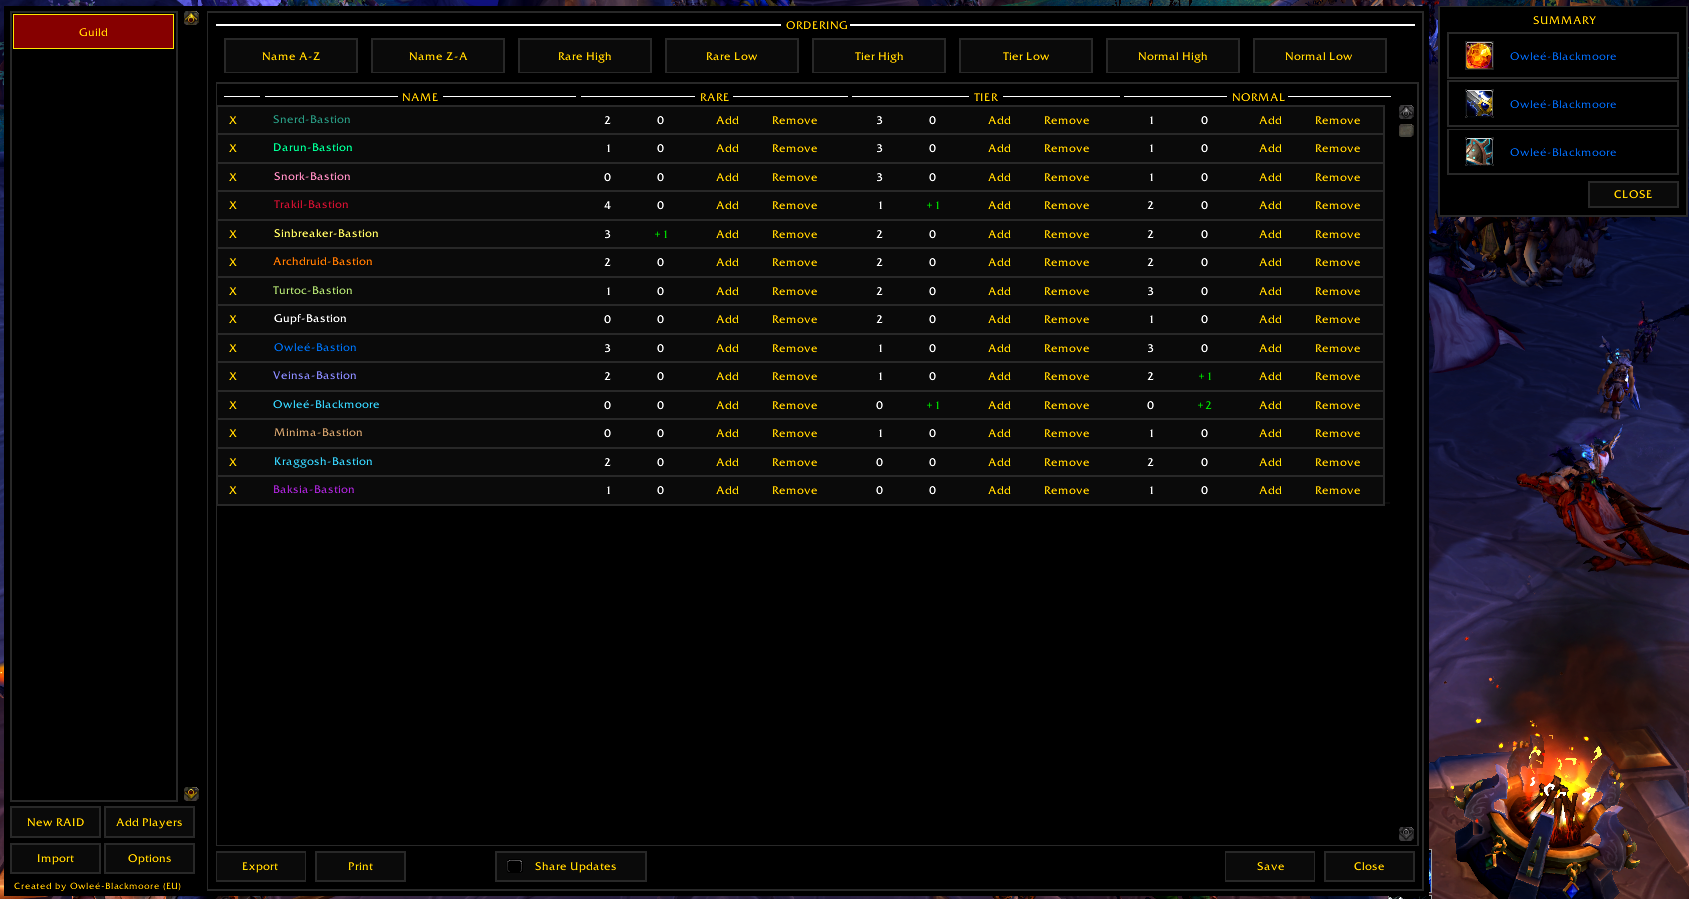 Guild
ORDERING
Name A-Z Name Z-A Rare High Rare Low Tier High Tier Low Normal High Normal Low
NAME RARE TIER NORMAL
X Snerd-Bastion 2 0 Add Remove 3 0 Add Remove 1 0 Add Remove
X Darun-Bastion 1 0 Add Remove 3 0 Add Remove 1 0 Add Remove
X Snork-Bastion 0 0 Add Remove 3 0 Add Remove 1 0 Add Remove
X Trakil-Bastion 4 0 Add Remove 1 +1 Add Remove 2 0 Add Remove
X Sinbreaker-Bastion 3 +1 Add Remove 2 0 Add Remove 2 0 Add Remove
X Archdruid-Bastion 2 0 Add Remove 2 0 Add Remove 2 0 Add Remove
X Turtoc-Bastion 1 0 Add Remove 2 0 Add Remove 3 0 Add Remove
X Gupf-Bastion 0 0 Add Remove 2 0 Add Remove 1 0 Add Remove
X Owleé-Bastion 3 0 Add Remove 1 0 Add Remove 3 0 Add Remove
X Veinsa-Bastion 2 0 Add Remove 1 0 Add Remove 2 +1 Add Remove
X Owleé-Blackmoore 0 0 Add Remove 0 +1 Add Remove 0 +2 Add Remove
X Minima-Bastion 0 0 Add Remove 1 0 Add Remove 1 0 Add Remove
X Kraggosh-Bastion 2 0 Add Remove 0 0 Add Remove 2 0 Add Remove
X Baksia-Bastion 1 0 Add Remove 0 0 Add Remove 1 0 Add Remove
New RAID Add Players
Import Options
Created by Owleé-Blackmoore (EU)
Export Print Share Updates Save Close
SUMMARY
Owleé-Blackmoore
Owleé-Blackmoore
Owleé-Blackmoore
CLOSE